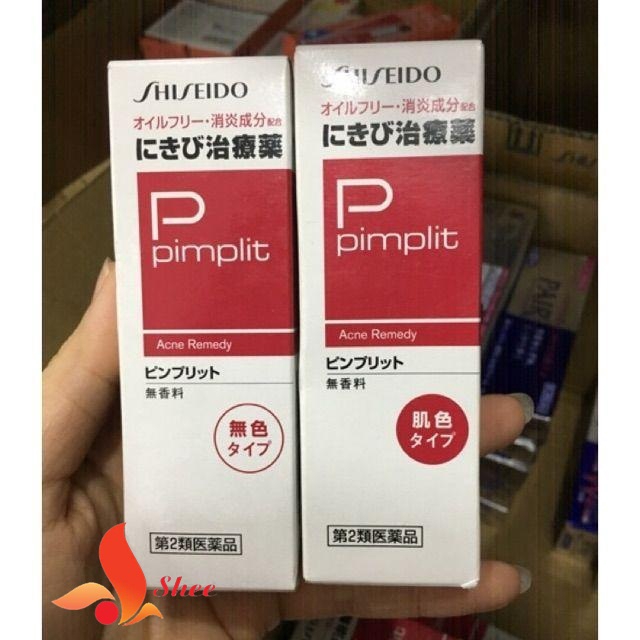 SHISEIDO
オイルフリー・消炎成分配合
にきび治療薬
P
pimplit
Acne Remedy
ピンプリット
無香料
無色
タイプ
第2類医薬品
SHISEIDO
オイルフリー・消炎成分配合
にきび治療薬
P
pimplit
Acne Remedy
ピンプリット
無香料
肌色
タイプ
第2類医薬品
PAIR
Shee